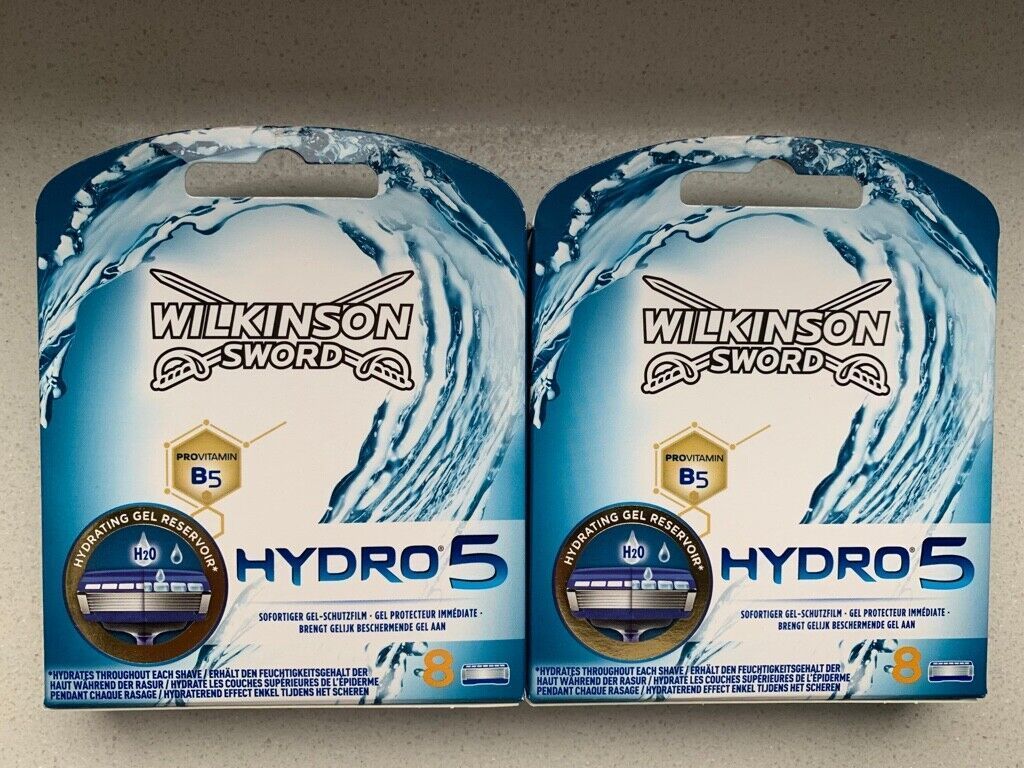 WILKINSON
SWORD
PROVITAMIN
B5
HYDRATING GEL RESERVOIR*
H2O
HYDRO® 5
SOFORTIGER GEL-SCHUTZFILM · GEL PROTECTEUR IMMÉDIATE ·
BRENGT GELIJK BESCHERMENDE GEL AAN
8
*HYDRATES THROUGHOUT EACH SHAVE / ERHÄLT DEN FEUCHTIGKEITSGEHALT DER
HAUT WÄHREND DER RASUR / HYDRATE LES COUCHES SUPÉRIEURES DE L'ÉPIDERME
PENDANT CHAQUE RASAGE / HYDRATEREND EFFECT ENKEL TIJDENS HET SCHEREN
WILKINSON
SWORD
PROVITAMIN
B5
HYDRATING GEL RESERVOIR*
H2O
HYDRO® 5
SOFORTIGER GEL-SCHUTZFILM · GEL PROTECTEUR IMMÉDIATE ·
BRENGT GELIJK BESCHERMENDE GEL AAN
8
*HYDRATES THROUGHOUT EACH SHAVE / ERHÄLT DEN FEUCHTIGKEITSGEHALT DER
HAUT WÄHREND DER RASUR / HYDRATE LES COUCHES SUPÉRIEURES DE L'ÉPIDERME
PENDANT CHAQUE RASAGE / HYDRATEREND EFFECT ENKEL TIJDENS HET SCHEREN